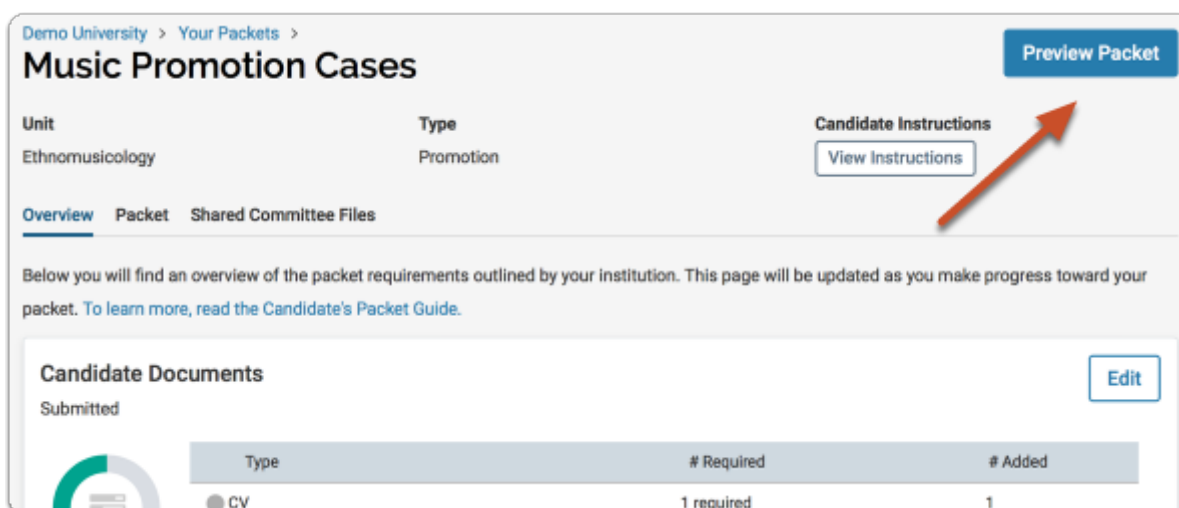 Demo University > Your Packets >
Music Promotion Cases
Preview Packet
Unit
Type
Candidate Instructions
Ethnomusicology
Promotion
View Instructions
Overview Packet Shared Committee Files
Below you will find an overview of the packet requirements outlined by your institution. This page will be updated as you make progress toward your
packet. To learn more, read the Candidate's Packet Guide.
Candidate Documents
Edit
Submitted
Type # Required # Added
CV 1 required 1